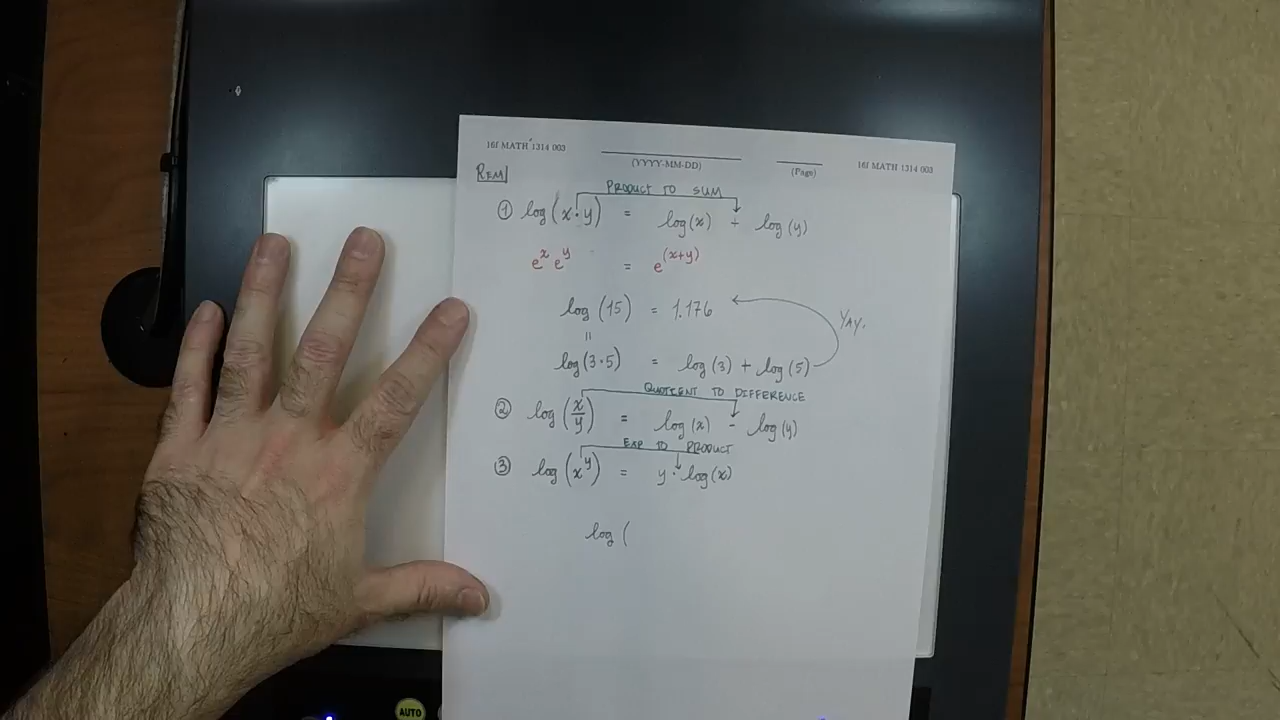 16f MATH 1314 003 (YYYY-MM-DD) (Page) 16f MATH 1314 003
REM
PRODUCT TO SUM
① log(x·y) = log(x) + log(y)
e^x e^y = e^(x+y)
log(15) = 1.176
YAY.
=
log(3·5) = log(3) + log(5)
QUOTIENT TO DIFFERENCE
② log(x/y) = log(x) - log(y)
EXP TO PRODUCT
③ log(x^y) = y·log(x)
log(
AUTO